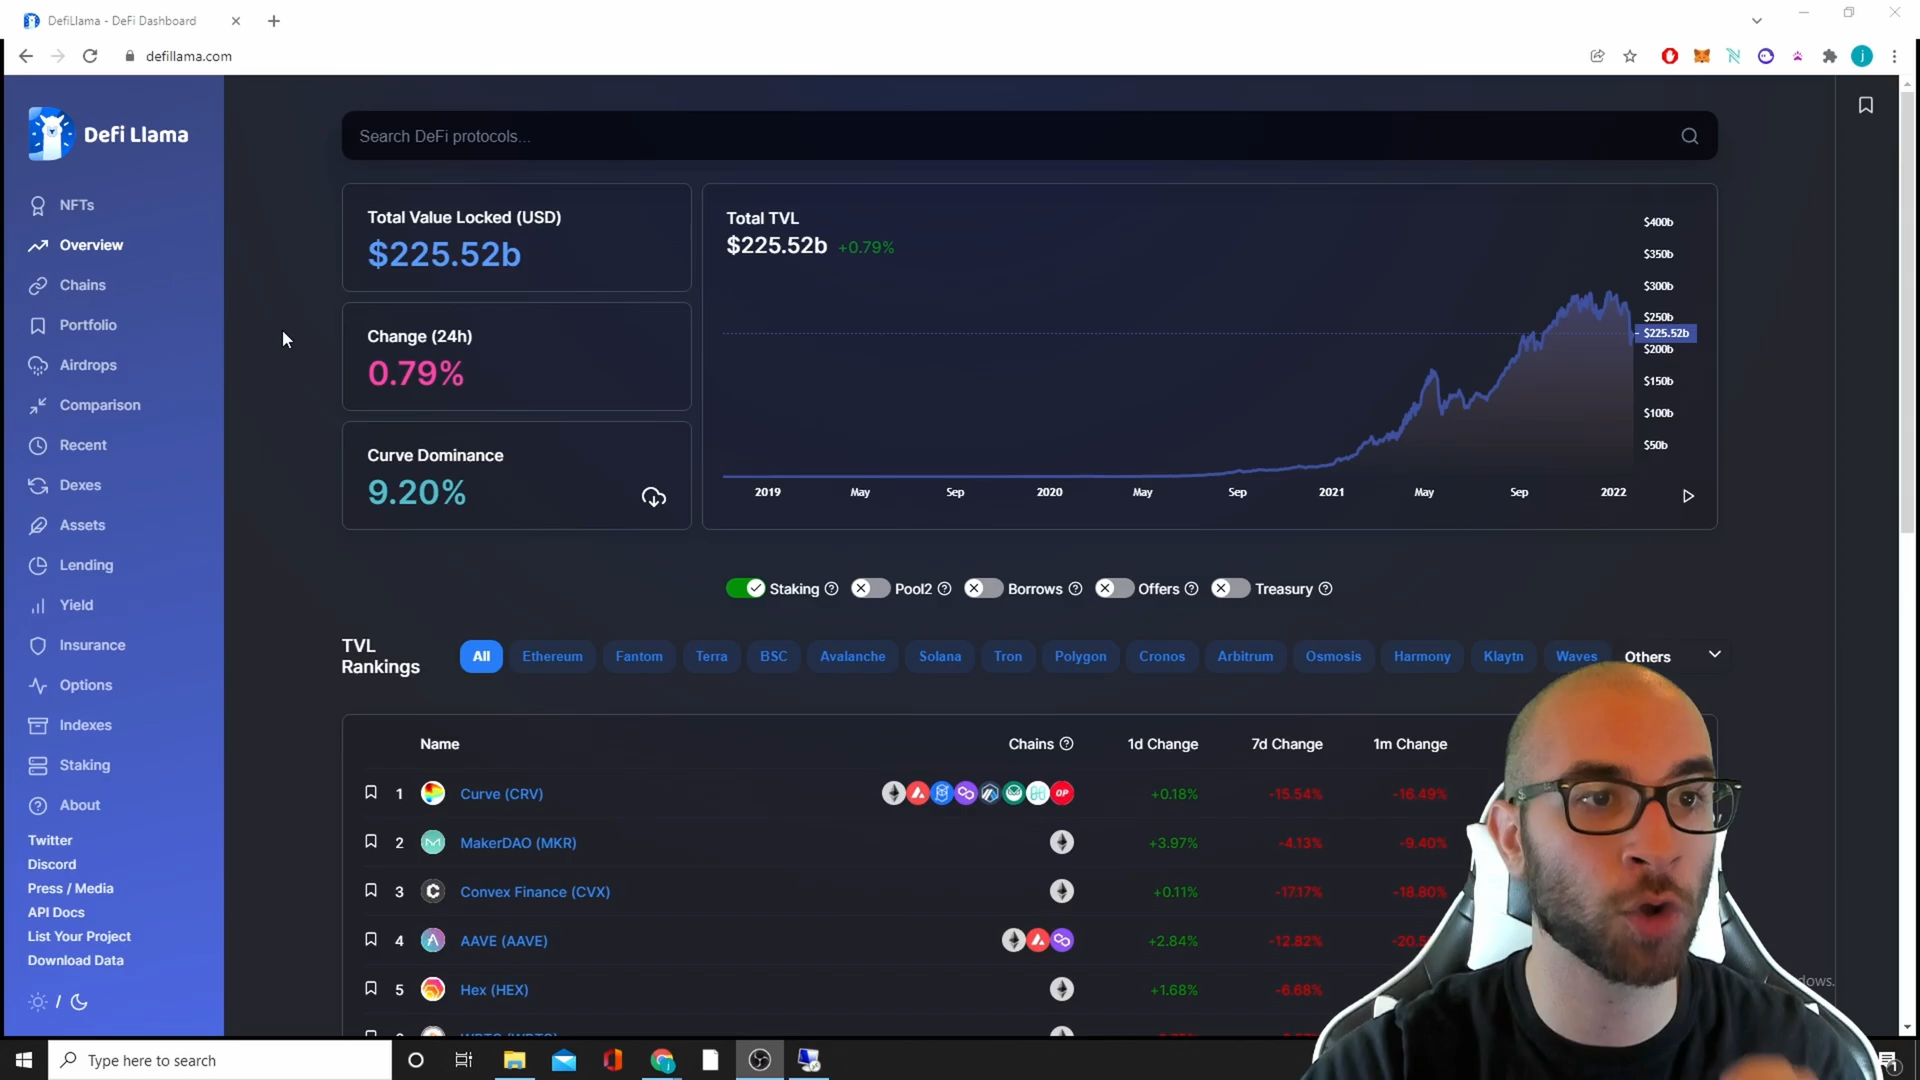 DefiLlama - DeFi Dashboard
defillama.com
j
Defi Llama
NFTs
Overview
Chains
Portfolio
Airdrops
Comparison
Recent
Dexes
Assets
Lending
Yield
Insurance
Options
Indexes
Staking
About
Twitter
Discord
Press / Media
API Docs
List Your Project
Download Data
/
Search DeFi protocols...
Total Value Locked (USD)
$225.52b
Change (24h)
0.79%
Curve Dominance
9.20%
Total TVL
$225.52b +0.79%
$400b
$350b
$300b
$250b
$225.52b
$200b
$150b
$100b
$50b
2019 May Sep 2020 May Sep 2021 May Sep 2022
Staking Pool2 Borrows Offers Treasury
TVL
Rankings
All Ethereum Fantom Terra BSC Avalanche Solana Tron Polygon Cronos Arbitrum Osmosis Harmony Klaytn Waves Others
Name Chains 1d Change 7d Change 1m Change
1 Curve (CRV) OP +0.18% -15.54% -16.49%
2 MakerDAO (MKR) +3.97% -4.13% -9.40%
3 Convex Finance (CVX) +0.11% -17.17% -18.80%
4 AAVE (AAVE) +2.84% -12.82%
5 Hex (HEX) +1.68% -6.68%
Type here to search
1